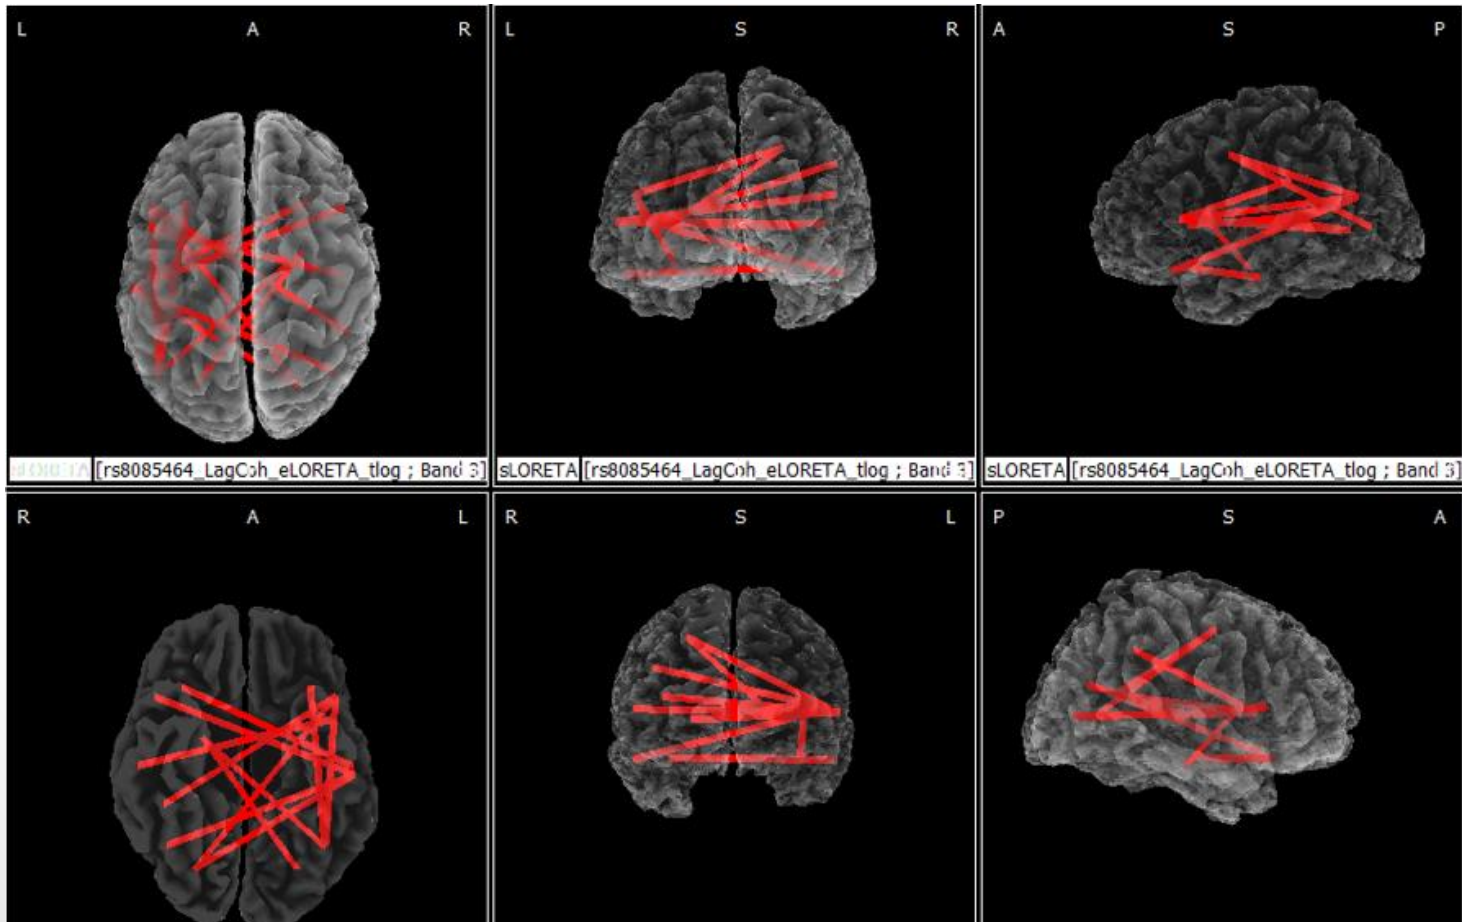 L A R L S R A S P
[rs8085464_LagCoh_eLORETA_tlog ; Band 3] sLORETA [rs8085464_LagCoh_eLORETA_tlog ; Band 3] sLORETA [rs8085464_LagCoh_eLORETA_tlog ; Band 3]
R A L R S L P S A